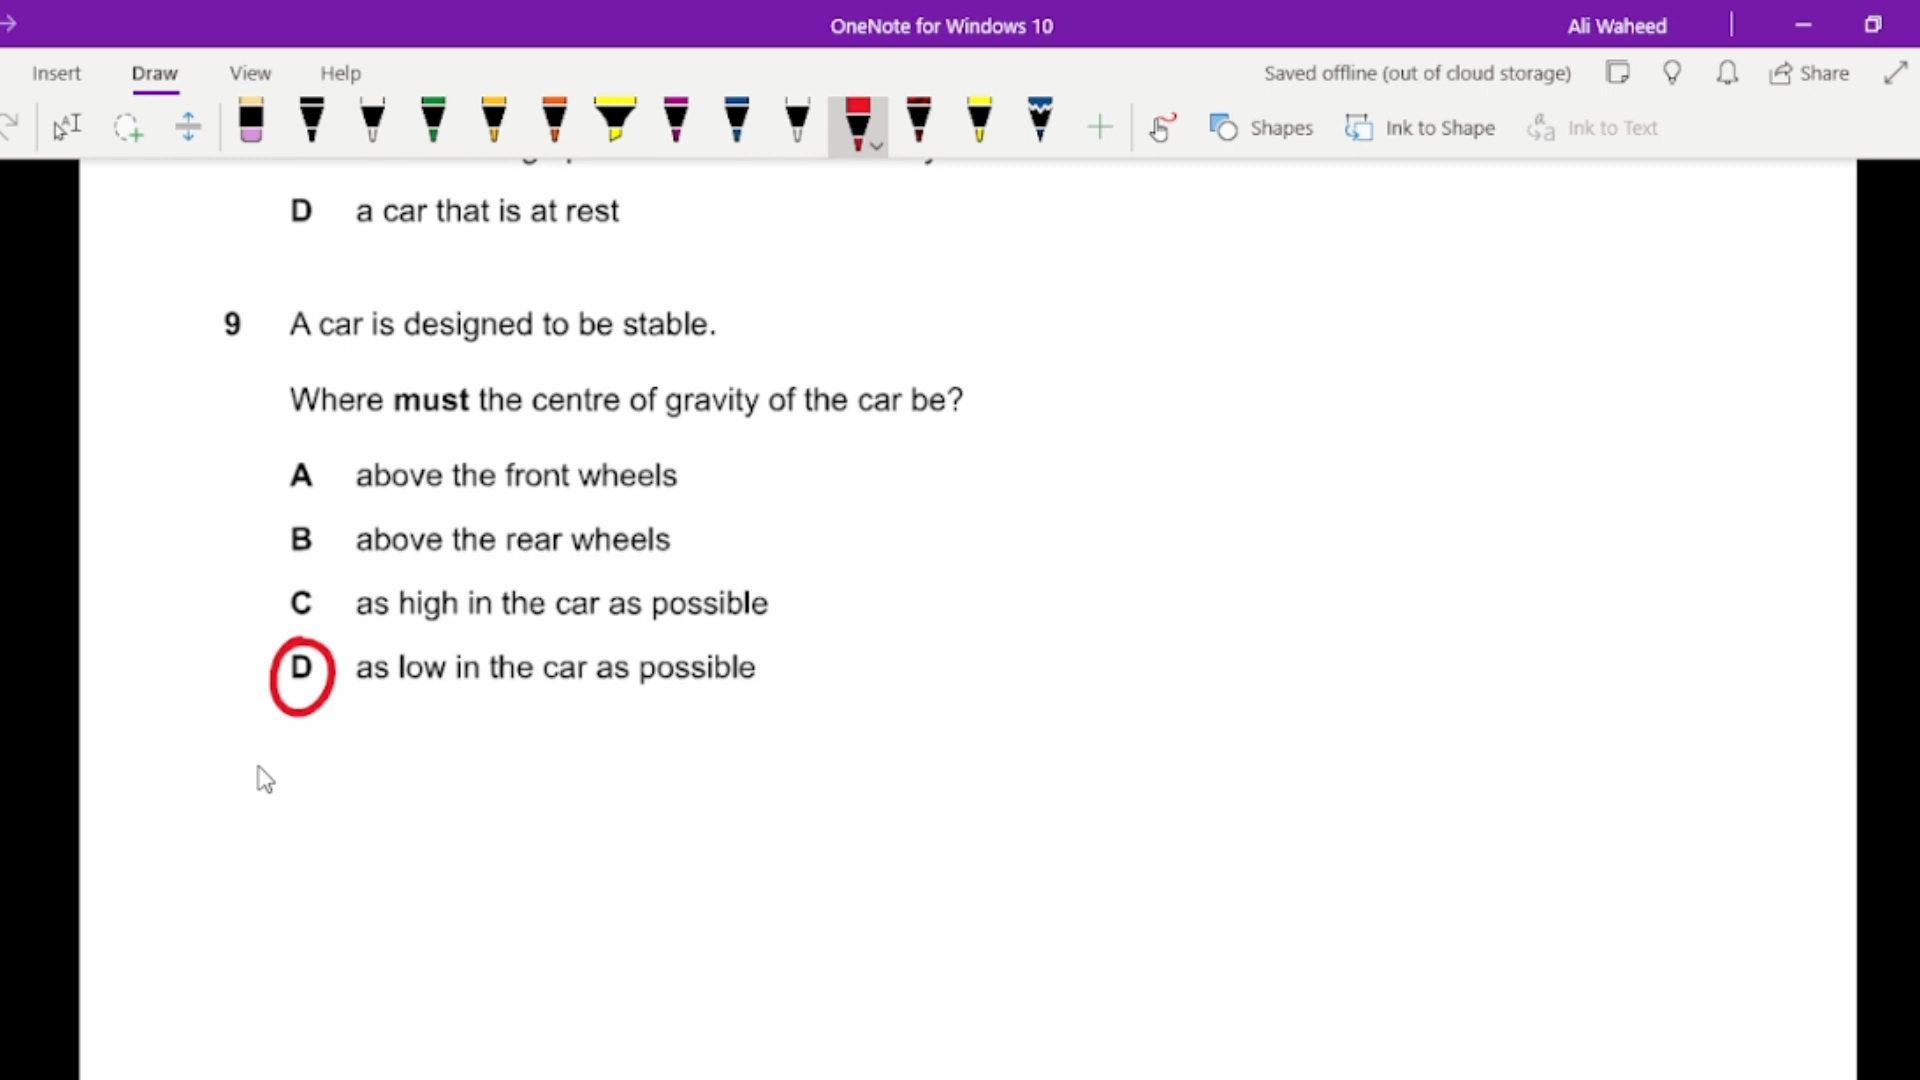 OneNote for Windows 10
Ali Waheed
Insert Draw View Help
Saved offline (out of cloud storage)
Share
Shapes
Ink to Shape
Ink to Text
D a car that is at rest
9 A car is designed to be stable.
Where must the centre of gravity of the car be?
A above the front wheels
B above the rear wheels
C as high in the car as possible
D as low in the car as possible